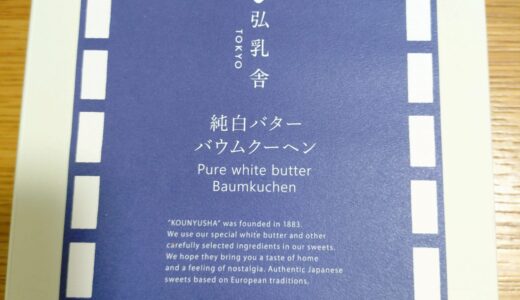 弘乳舎
TOKYO
純白バター
バウムクーヘン
Pure white butter
Baumkuchen
"KOUNYUSHA" was founded in 1883.
We use our special white butter and other
carefully selected ingredients in our sweets.
We hope they bring you a taste of home
and a feeling of nostalgia. Authentic Japanese
sweets based on European traditions.